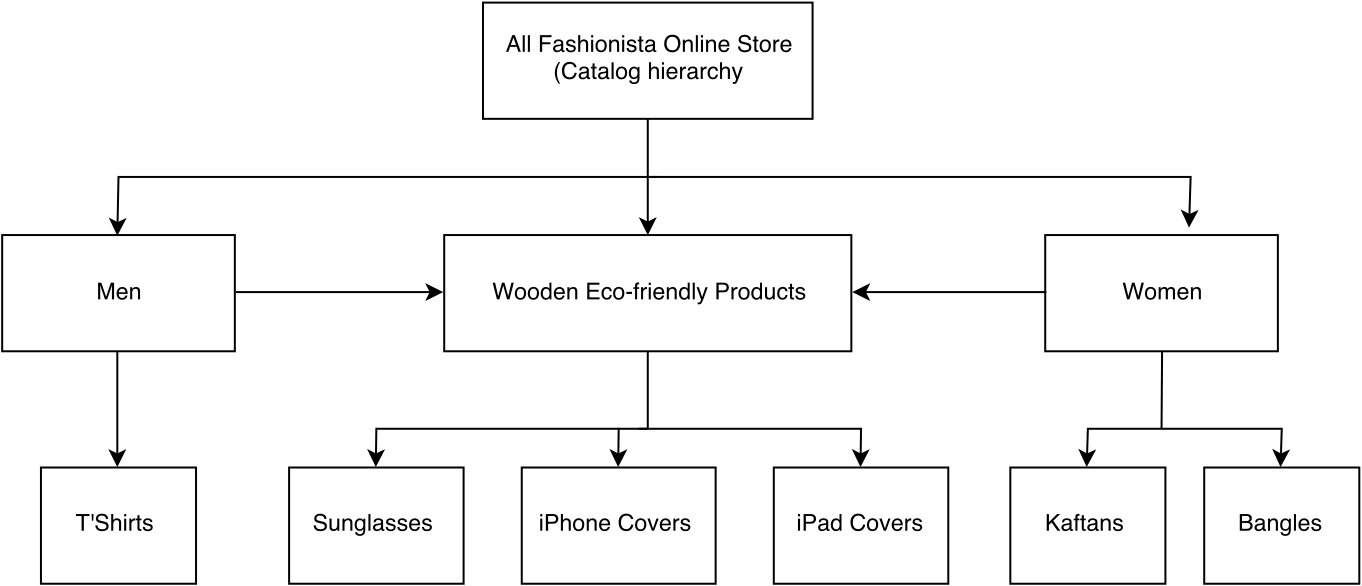 All Fashionista Online Store
(Catalog hierarchy
Men
Wooden Eco-friendly Products
Women
T'Shirts
Sunglasses
iPhone Covers
iPad Covers
Kaftans
Bangles